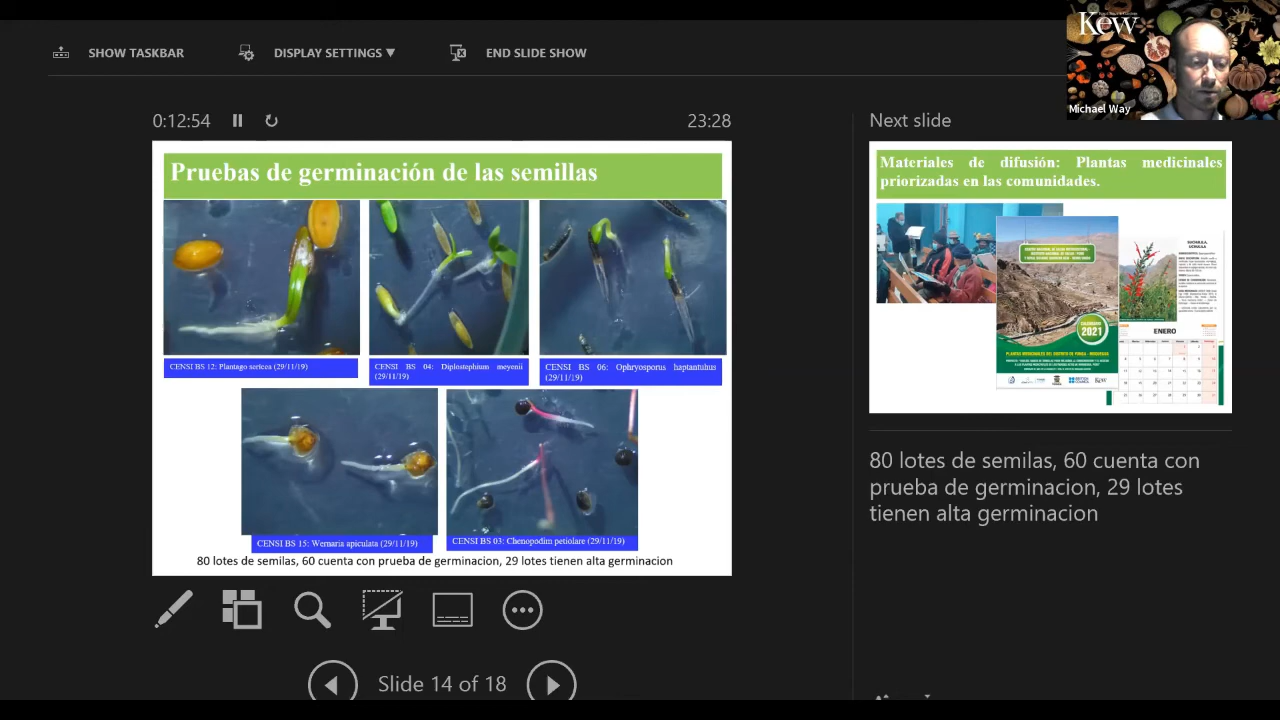 SHOW TASKBAR
DISPLAY SETTINGS ▼
END SLIDE SHOW
Kew
Michael Way
0:12:54
23:28
Next slide
Pruebas de germinación de las semillas
CENSI BS 12: Plantago sericea (29/11/19)
CENSI BS 04: Diplostephium meyenii
(29/11/19)
CENSI BS 06: Ophryosporus haptantuhus
(29/11/19)
CENSI BS 15: Wernaria apiculata (29/11/19)
CENSI BS 03: Chenopodim petiolare (29/11/19)
80 lotes de semilas, 60 cuenta con prueba de germinacion, 29 lotes tienen alta germinacion
Materiales de difusión: Plantas medicinales
priorizadas en las comunidades.
CALENDARIO
2021
ENERO
BRITISH
COUNCIL
Kew
80 lotes de semilas, 60 cuenta con
prueba de germinacion, 29 lotes
tienen alta germinacion
Slide 14 of 18